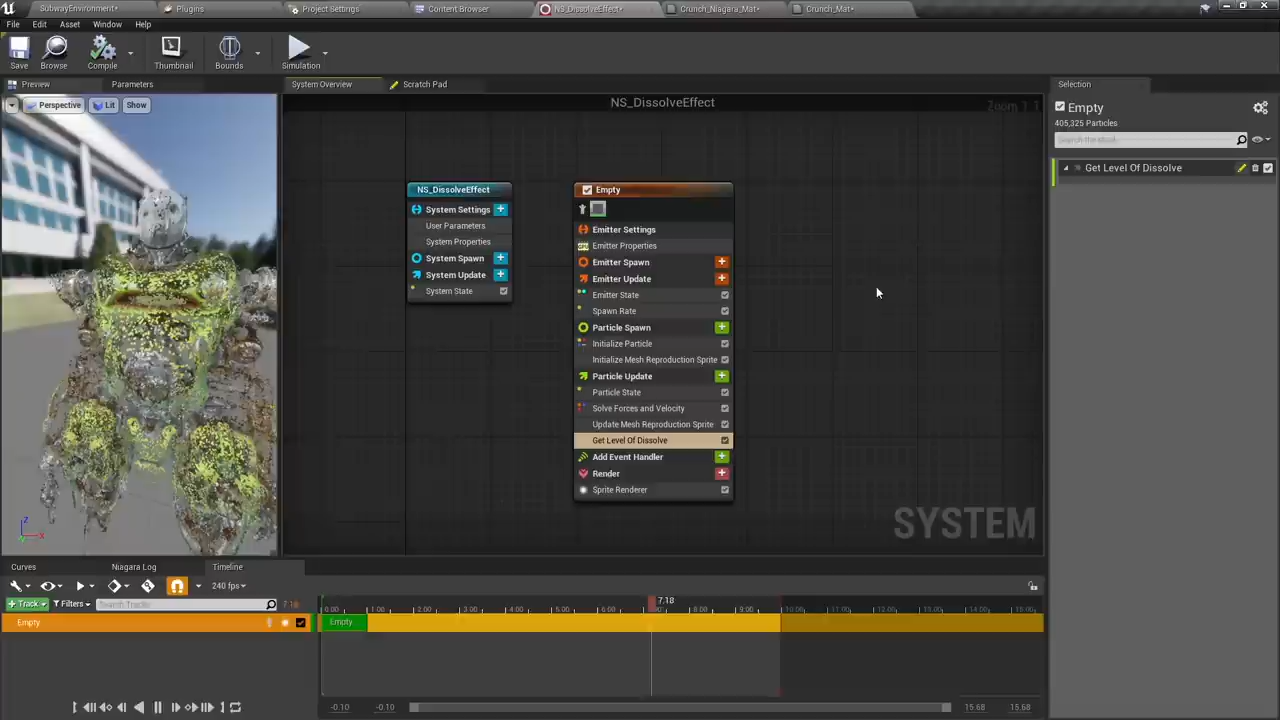 SubwayEnvironment*
Plugins
Project Settings
Content Browser
NS_DissolveEffect*
Crunch_Niagara_Mat*
Crunch_Mat*
File Edit Asset Window Help
Save
Browse
Compile
Thumbnail
Bounds
Simulation
Preview
Parameters
System Overview
Scratch Pad
Selection
Perspective
Lit
Show
NS_DissolveEffect
Zoom 1:1
NS_DissolveEffect
System Settings
User Parameters
System Properties
System Spawn
System Update
System State
Empty
Emitter Settings
Emitter Properties
Emitter Spawn
Emitter Update
Emitter State
Spawn Rate
Particle Spawn
Initialize Particle
Initialize Mesh Reproduction Sprite
Particle Update
Particle State
Solve Forces and Velocity
Update Mesh Reproduction Sprite
Get Level Of Dissolve
Add Event Handler
Render
Sprite Renderer
SYSTEM
Empty
405,325 Particles
Search the stack
Get Level Of Dissolve
Curves
Niagara Log
Timeline
240 fps
Track
Filters
Search Tracks
7.18
7.18
0.00 1.00 2.00 3.00 4.00 5.00 6.00 8.00 9.00 10.00 11.00 12.00 13.00 14.00 15.00
Empty
Empty
-0.10 -0.10 15.68 15.68